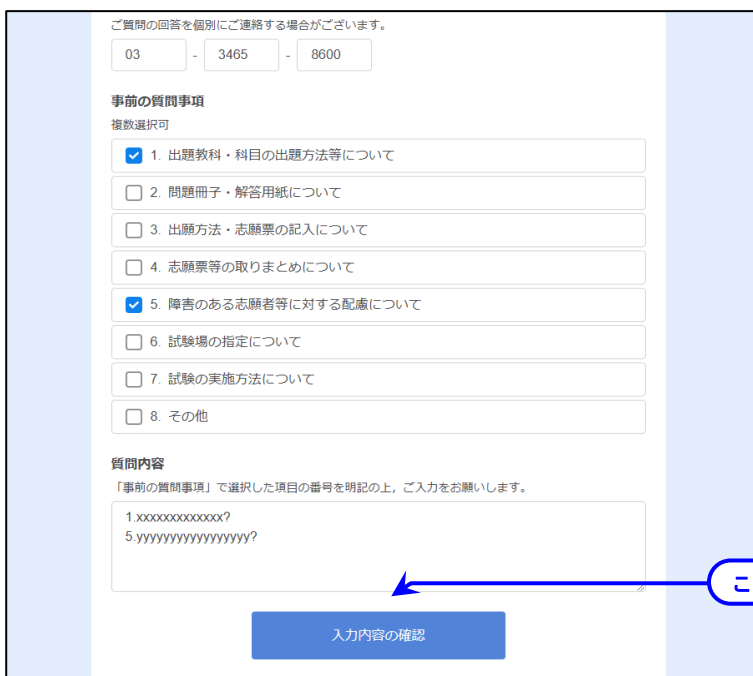 ご質問の回答を個別にご連絡する場合がございます。
03 - 3465 - 8600
事前の質問事項
複数選択可
1. 出題教科・科目の出題方法等について
2. 問題冊子・解答用紙について
3. 出願方法・志願票の記入について
4. 志願票等の取りまとめについて
5. 障害のある志願者等に対する配慮について
6. 試験場の指定について
7. 試験の実施方法について
8. その他
質問内容
「事前の質問事項」で選択した項目の番号を明記の上，ご入力をお願いします。
1.xxxxxxxxxxxxx?
5.yyyyyyyyyyyyyyyyy?
こ
入力内容の確認